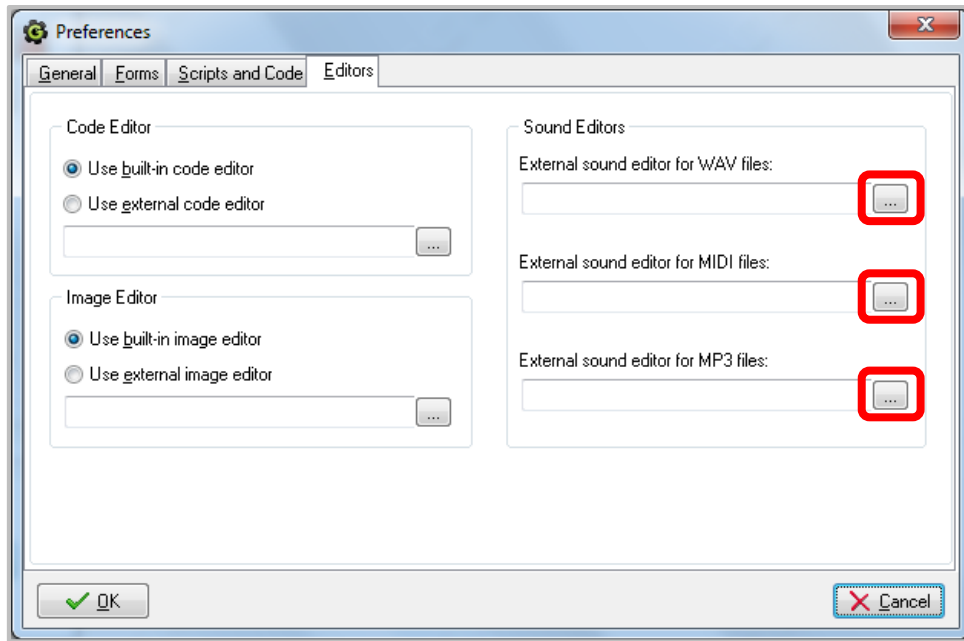 Preferences
General Forms Scripts and Code Editors
Code Editor
Use built-in code editor
Use external code editor
...
Image Editor
Use built-in image editor
Use external image editor
...
Sound Editors
External sound editor for WAV files:
...
External sound editor for MIDI files:
...
External sound editor for MP3 files:
...
OK
Cancel